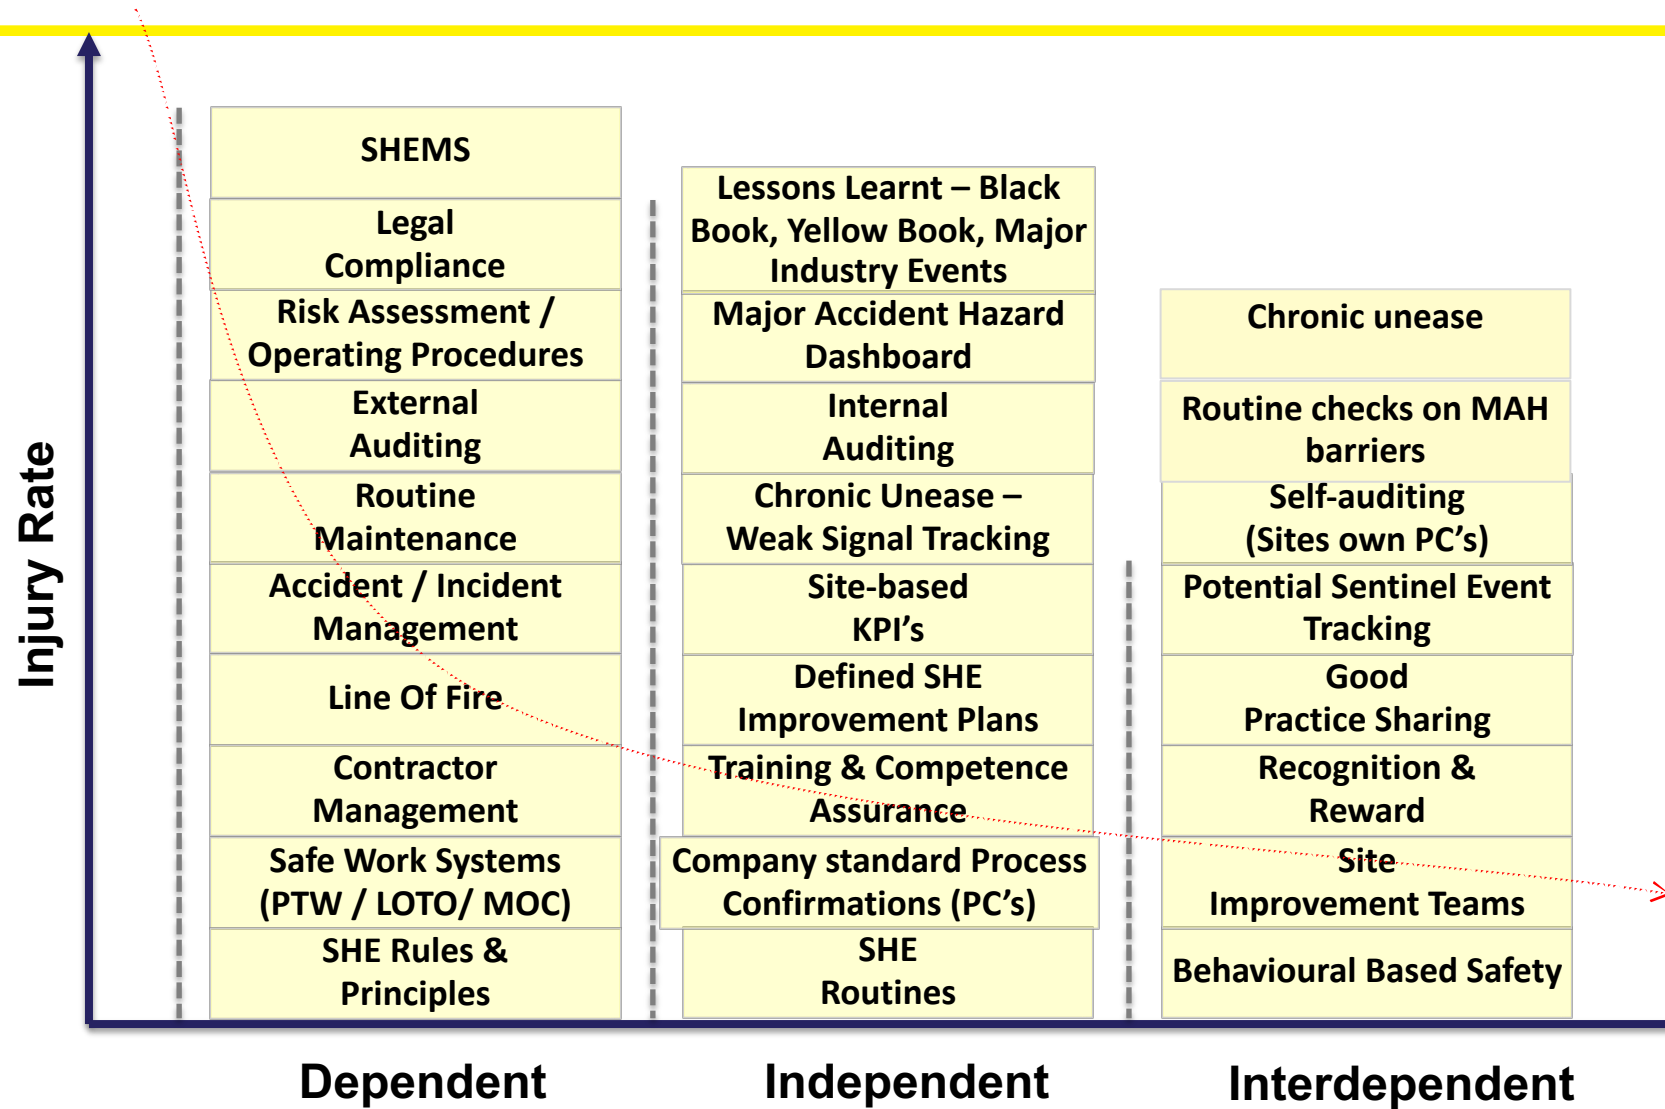 Injury Rate
SHEMS
Legal
Compliance
Risk Assessment /
Operating Procedures
External
Auditing
Routine
Maintenance
Accident / Incident
Management
Line Of Fire
Contractor
Management
Safe Work Systems
(PTW / LOTO/ MOC)
SHE Rules &
Principles
Dependent
Lessons Learnt – Black
Book, Yellow Book, Major
Industry Events
Major Accident Hazard
Dashboard
Internal
Auditing
Chronic Unease –
Weak Signal Tracking
Site-based
KPI’s
Defined SHE
Improvement Plans
Training & Competence
Assurance
Company standard Process
Confirmations (PC’s)
SHE
Routines
Independent
Chronic unease
Routine checks on MAH
barriers
Self-auditing
(Sites own PC’s)
Potential Sentinel Event
Tracking
Good
Practice Sharing
Recognition &
Reward
Site
Improvement Teams
Behavioural Based Safety
Interdependent